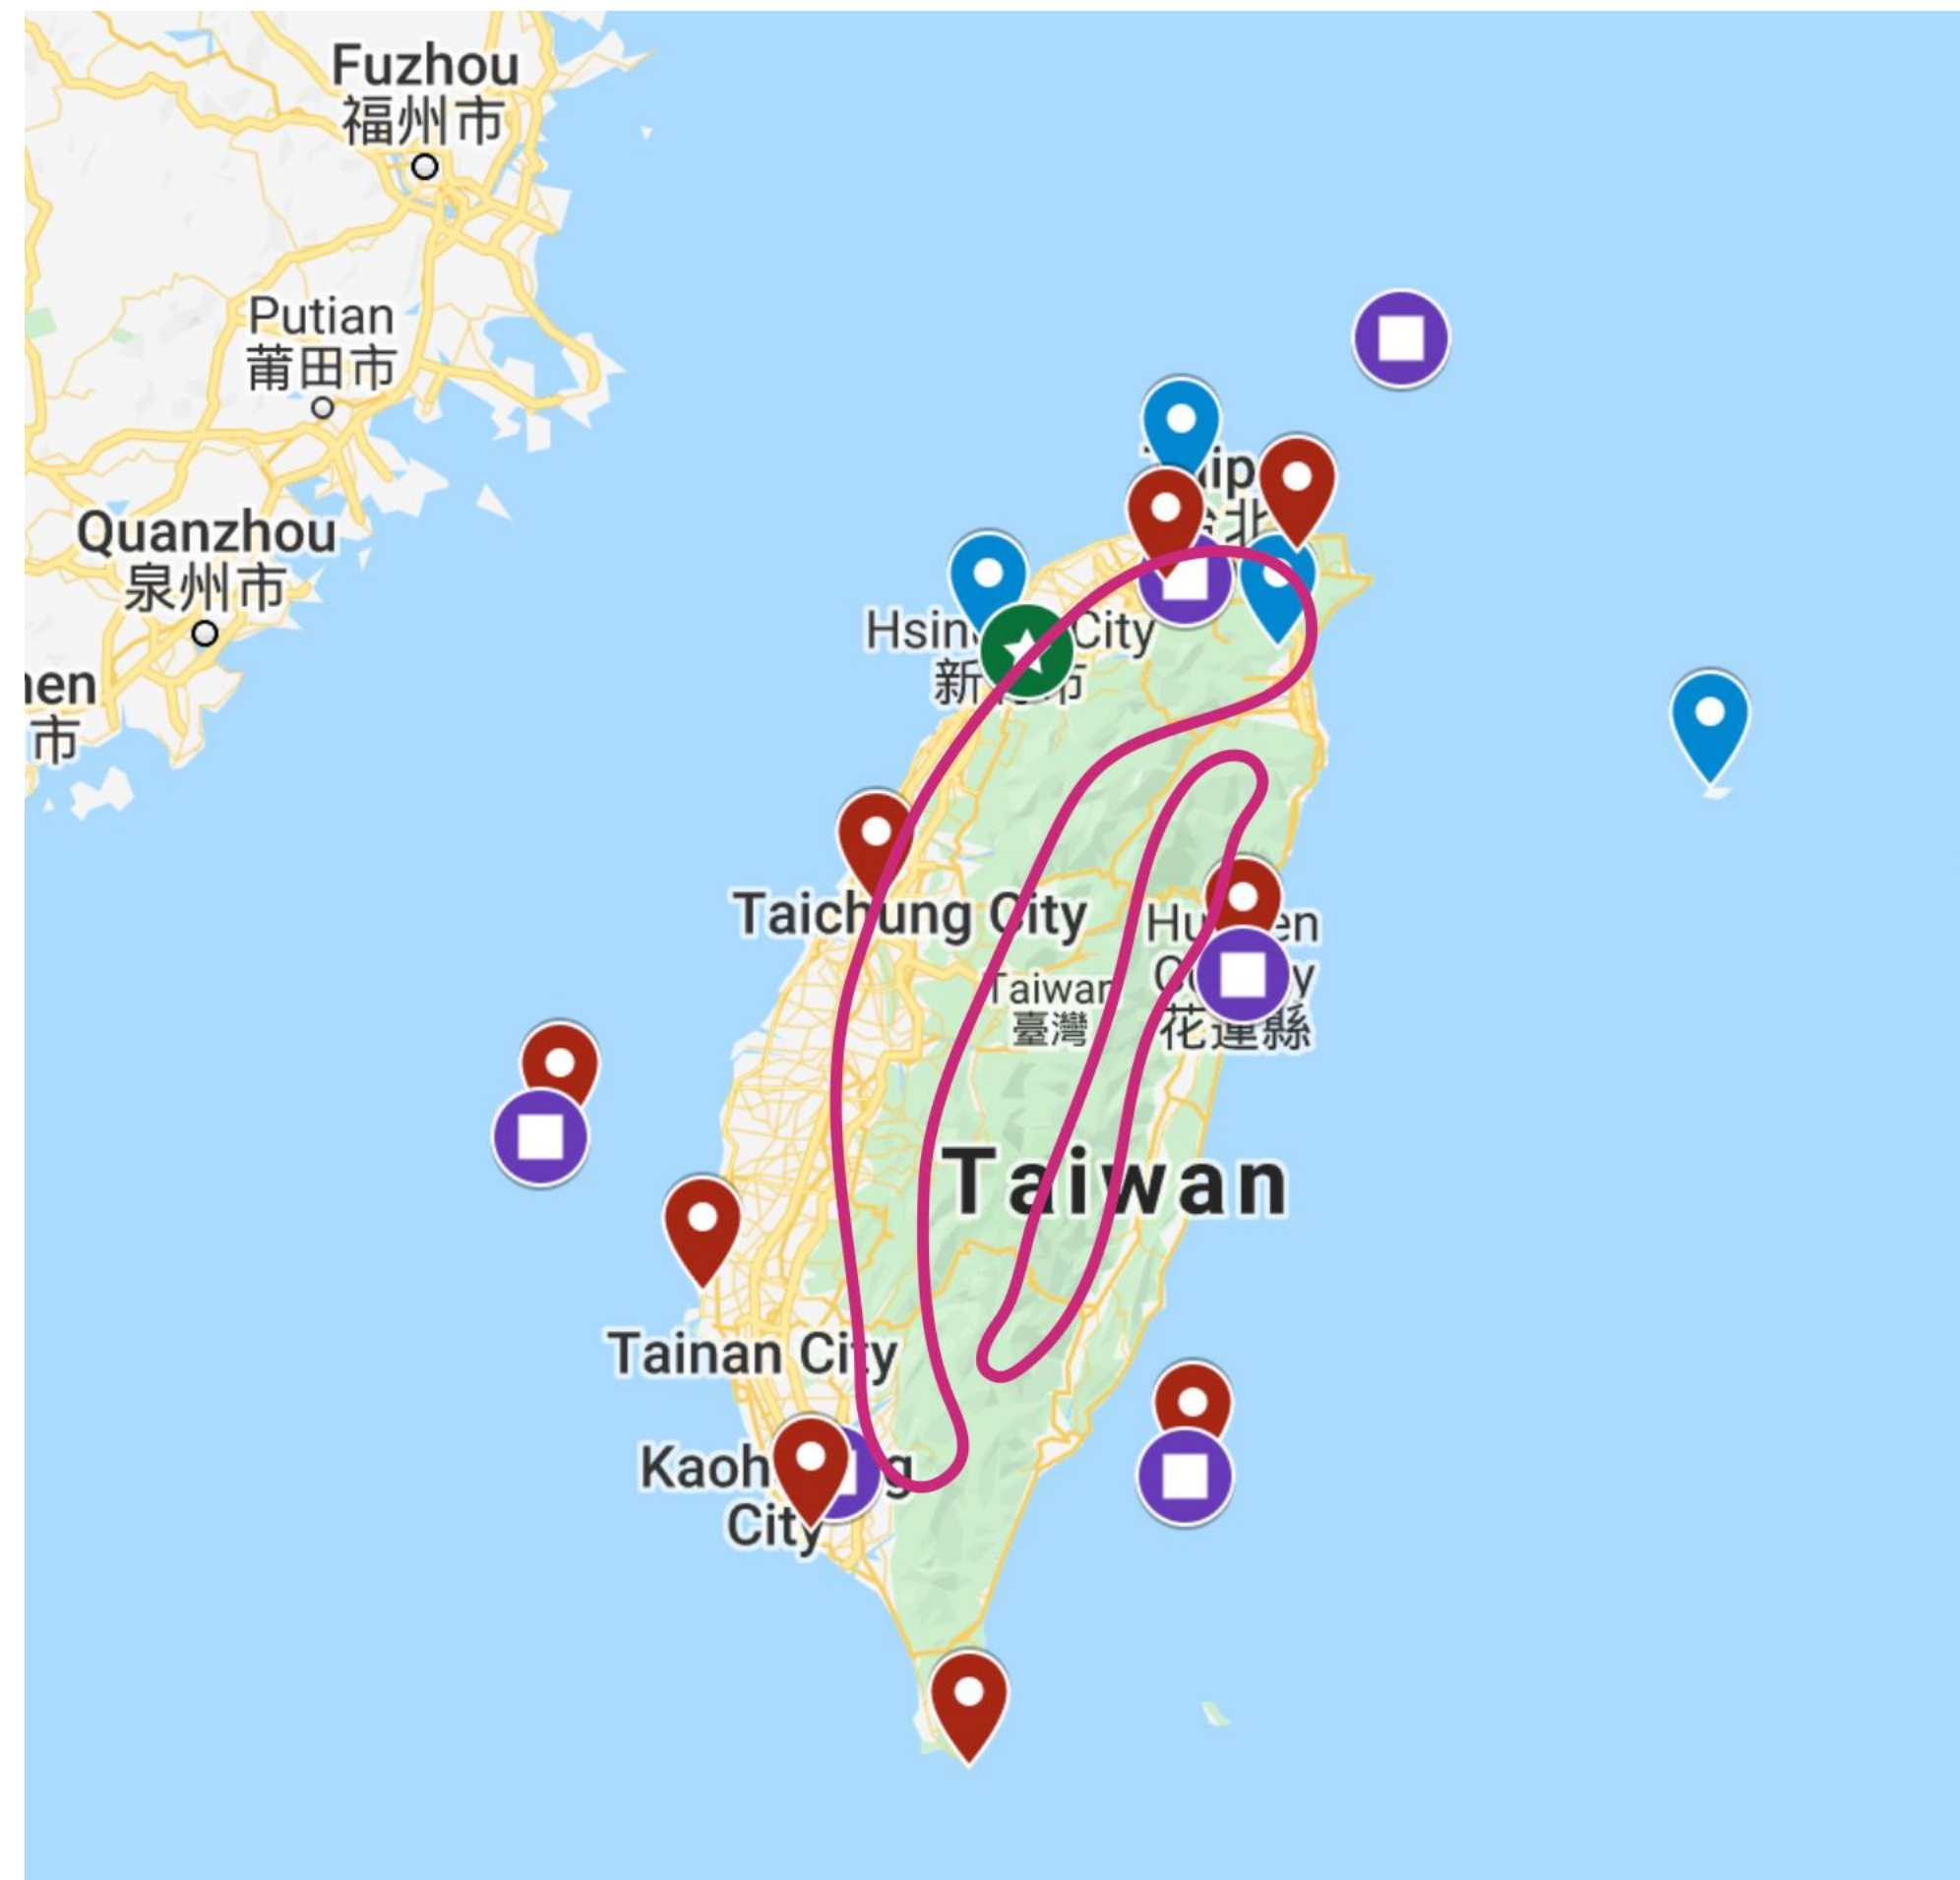 Fuzhou
福州市
Putian
莆田市
Quanzhou
泉州市
市
City
Taichung City
Taiwan
臺灣
花蓮縣
Taiwan
Tainan City
City